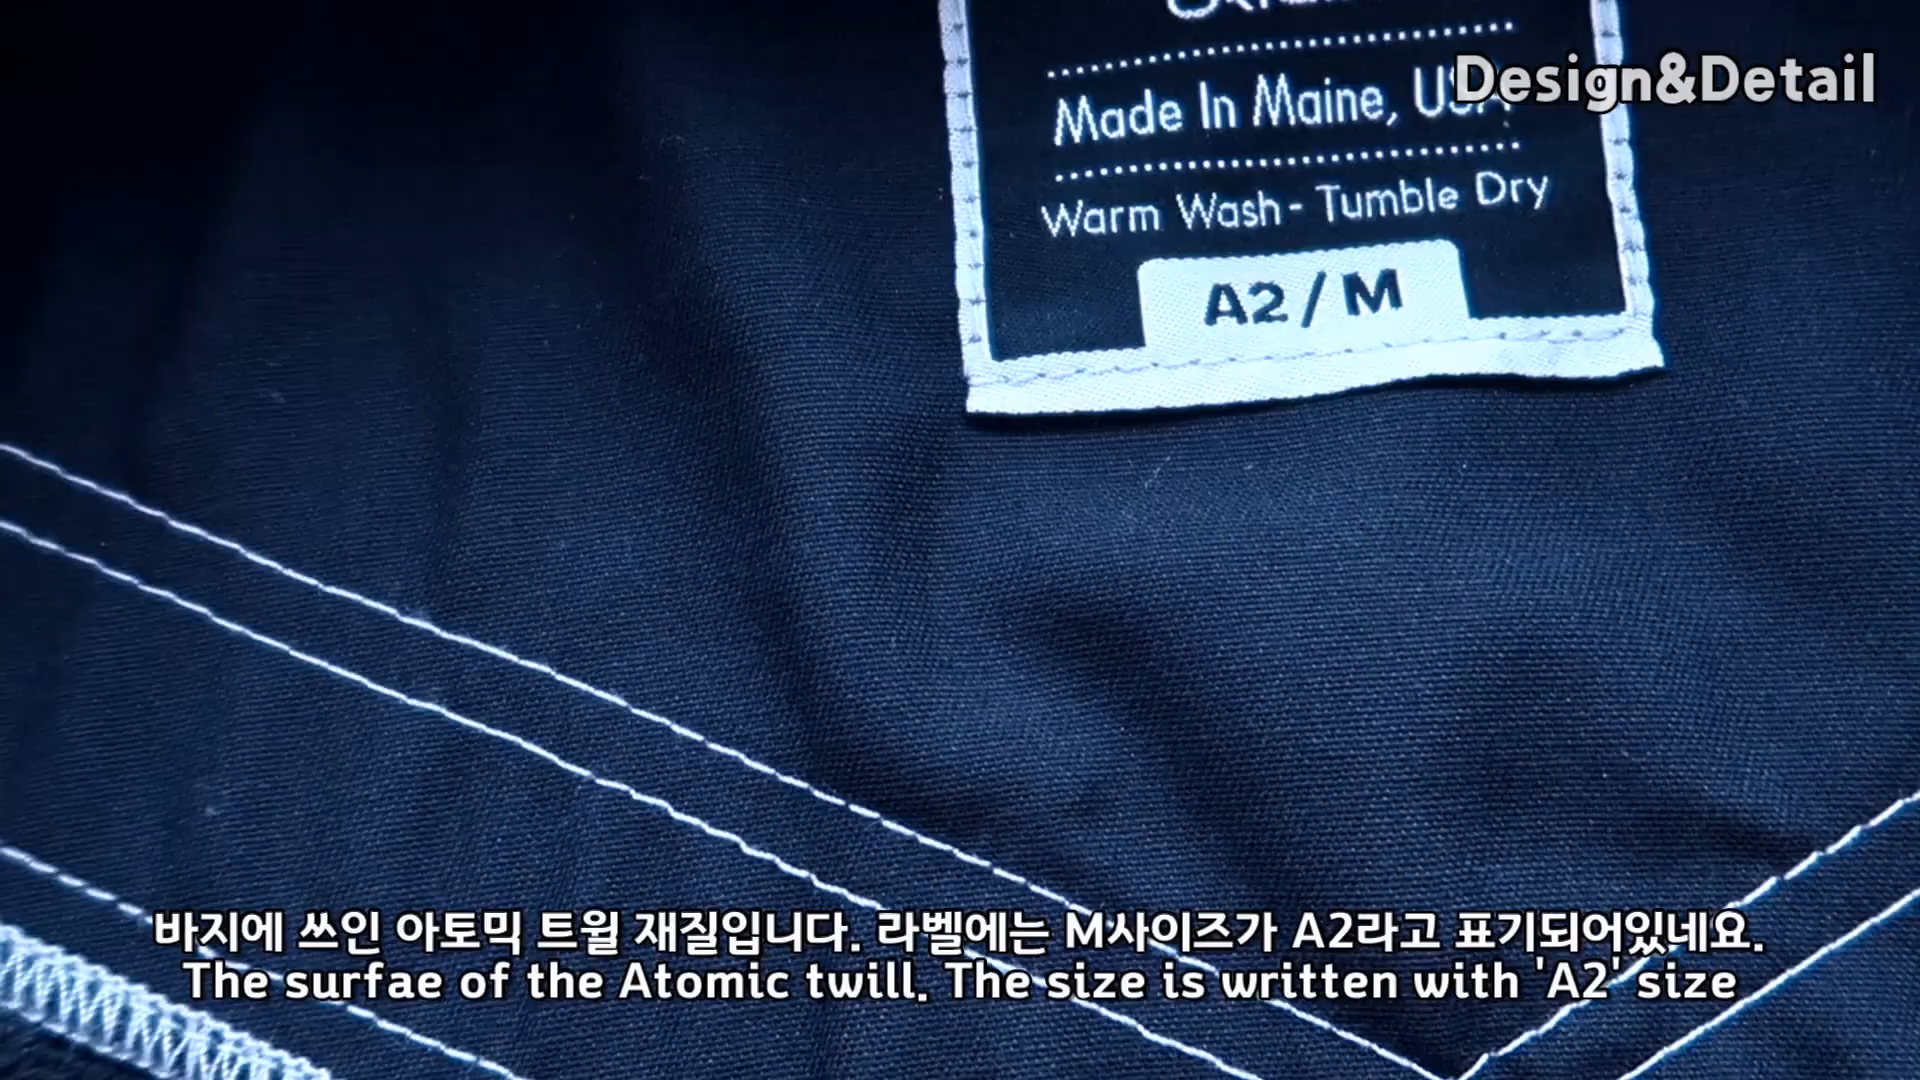 Design&Detail
Made In Maine, USA
Warm Wash - Tumble Dry
A2 / M
바지에 쓰인 아토믹 트윌 재질입니다. 라벨에는 M사이즈가 A2라고 표기되어있네요.
The surfae of the Atomic twill. The size is written with 'A2' size